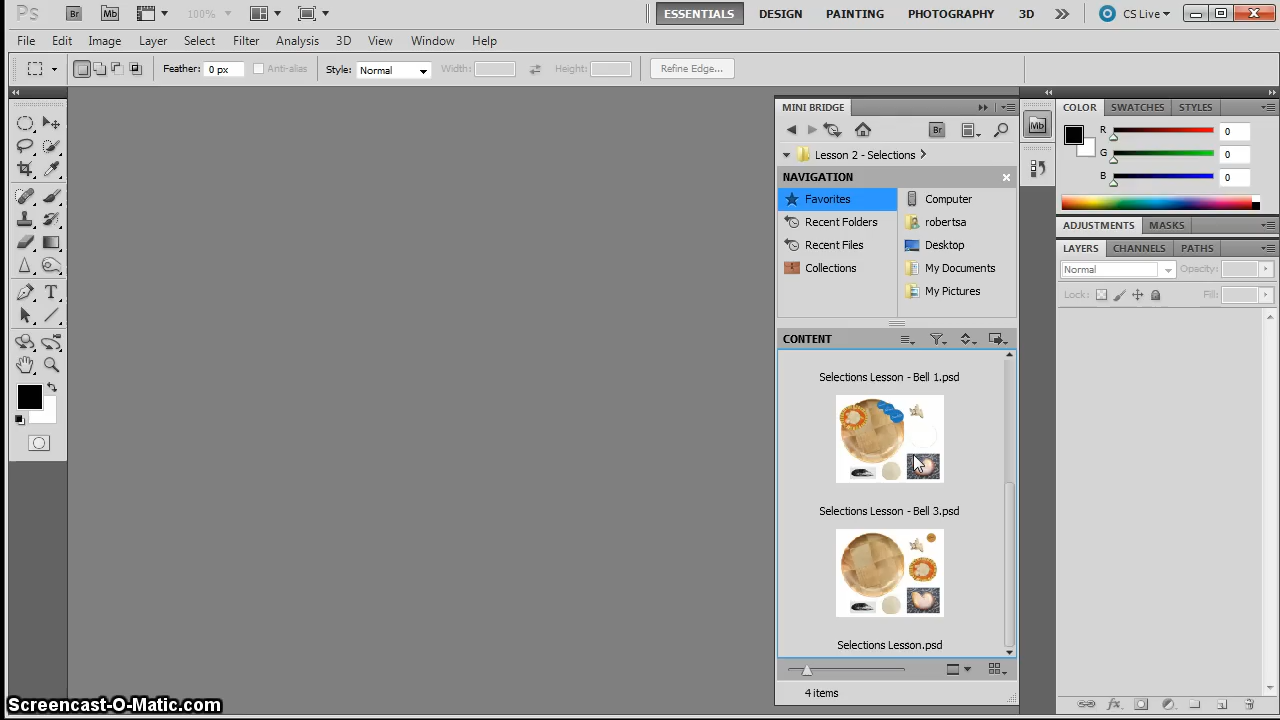 Ps Br Mb 100% ESSENTIALS DESIGN PAINTING PHOTOGRAPHY 3D CS Live
File Edit Image Layer Select Filter Analysis 3D View Window Help
Feather: 0 px Anti-alias Style: Normal Width: Height: Refine Edge...
MINI BRIDGE
Br
Lesson 2 - Selections
NAVIGATION
Favorites
Recent Folders
Recent Files
Collections
Computer
robertsa
Desktop
My Documents
My Pictures
CONTENT
Selections Lesson - Bell 1.psd
Selections Lesson - Bell 3.psd
Selections Lesson.psd
4 items
Mb
COLOR SWATCHES STYLES
R 0
G 0
B 0
ADJUSTMENTS MASKS
LAYERS CHANNELS PATHS
Normal Opacity:
Lock: Fill:
T
fx
Screencast-O-Matic.com